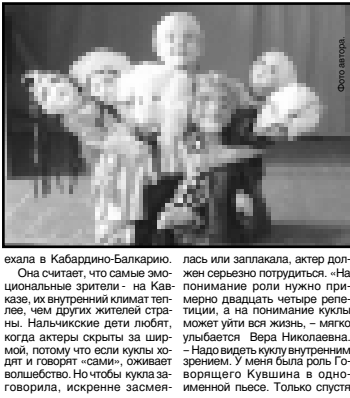 Фото автора.
ехала в Кабардино-Балкарию.
Она считает, что самые эмо-
циональные зрители - на Кав-
казе, их внутренний климат теп-
лее, чем других жителей стра-
ны. Нальчикские дети любят,
когда актеры скрыты за шир-
мой, потому что если куклы хо-
дят и говорят «сами», оживает
волшебство. Но чтобы кукла за-
говорила, искренне засмея-
лась или заплакала, актер дол-
жен серьезно потрудиться. «На
понимание роли нужно при-
мерно двадцать четыре репе-
тиции, а на понимание куклы
может уйти вся жизнь, – мягко
улыбается Вера Николаевна.
– Надо видеть куклу внутренним
зрением. У меня была роль Го-
ворящего Кувшина в одно-
именной пьесе. Только спустя